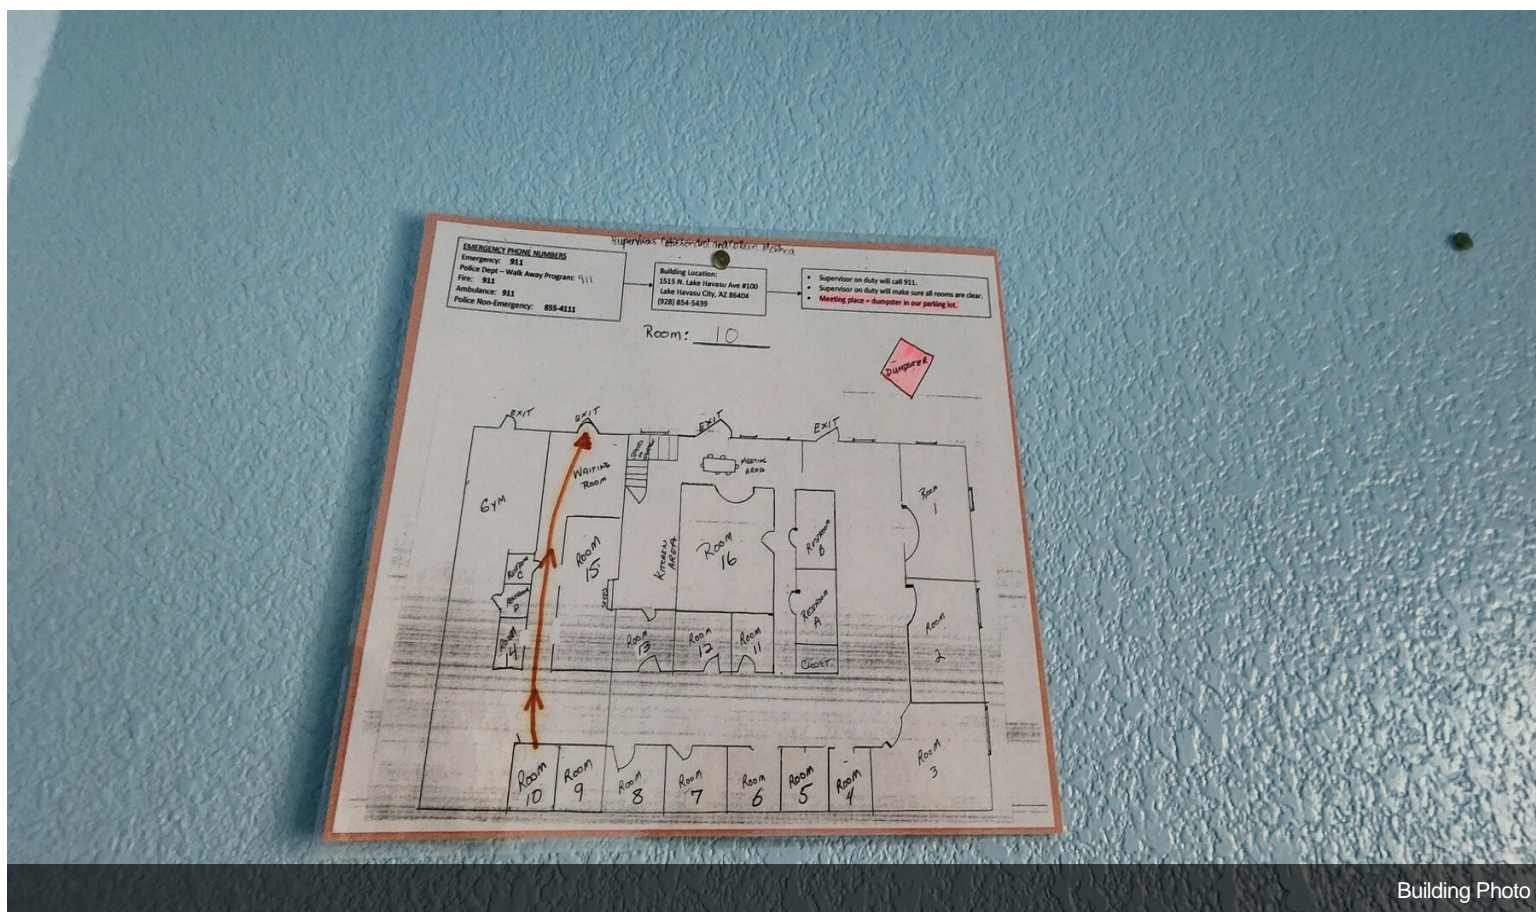 EMERGENCY PHONE NUMBERS
Emergency: 911
Police Dept – Walk Away Program: 911
Fire: 911
Ambulance: 911
Police Non-Emergency: 855-4111
Building Location:
1515 N. Lake Havasu Ave #100
Lake Havasu City, AZ 86404
(928) 854-5439
• Supervisor on duty will call 911.
• Supervisor on duty will make sure all rooms are clear.
• Meeting place = dumpster in our parking lot.
Room: 10
DUMPSTER
EXIT
EXIT
EXIT
EXIT
GYM
WAITING
ROOM
MEETING
AREA
ROOM
1
ROOM
15
KITCHEN
AREA
ROOM
16
RESTROOM
B
RESTROOM
C
RESTROOM
D
RESTROOM
A
ROOM
14
ROOM
13
ROOM
12
ROOM
11
CLOSET
ROOM
2
ROOM
10
ROOM
9
ROOM
8
ROOM
7
ROOM
6
ROOM
5
ROOM
4
ROOM
3
Building Photo